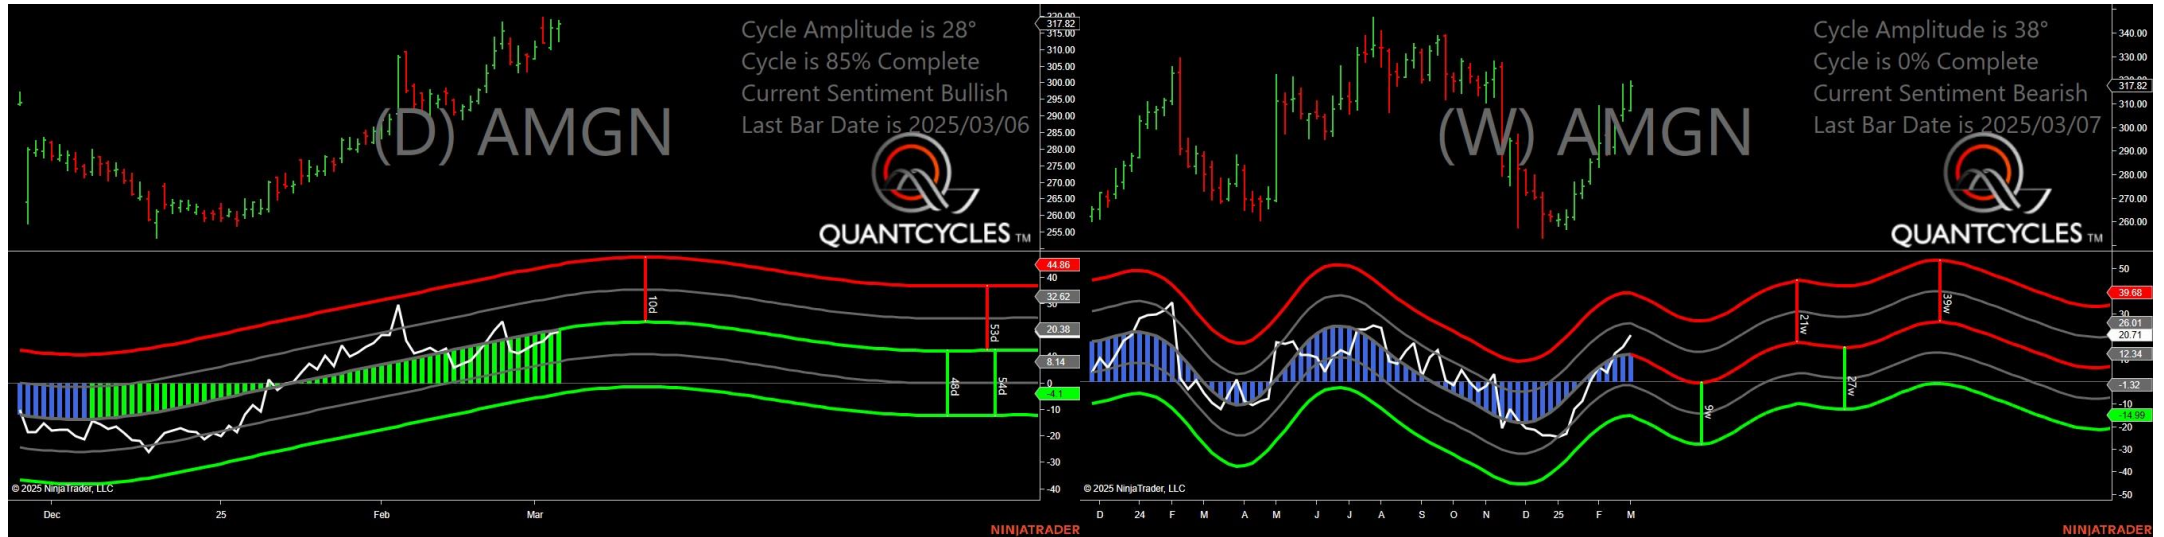 Cycle Amplitude is 28°
Cycle is 85% Complete
Current Sentiment Bullish
Last Bar Date is 2025/03/06
(D) AMGN
QUANTCYCLES TM
317.82
315.00
310.00
305.00
300.00
295.00
290.00
285.00
280.00
275.00
270.00
265.00
260.00
255.00
10d
53d
48d
44.86
40
32.62
20.38
8.14
0
-4.1
-10
-20
-30
-40
© 2025 NinjaTrader, LLC
Dec 25 Feb Mar
NINJATRADER
Cycle Amplitude is 38°
Cycle is 0% Complete
Current Sentiment Bearish
Last Bar Date is 2025/03/07
(W) AMGN
QUANTCYCLES TM
340.00
330.00
317.82
310.00
300.00
290.00
280.00
270.00
260.00
9w
21w
27w
39w
50
39.68
30
26.01
20.71
12.34
-1.32
-10
-14.99
-20
-30
-40
-50
© 2025 NinjaTrader, LLC
D 24 F M A M J J A S O N D 25 F M
NINJATRADER